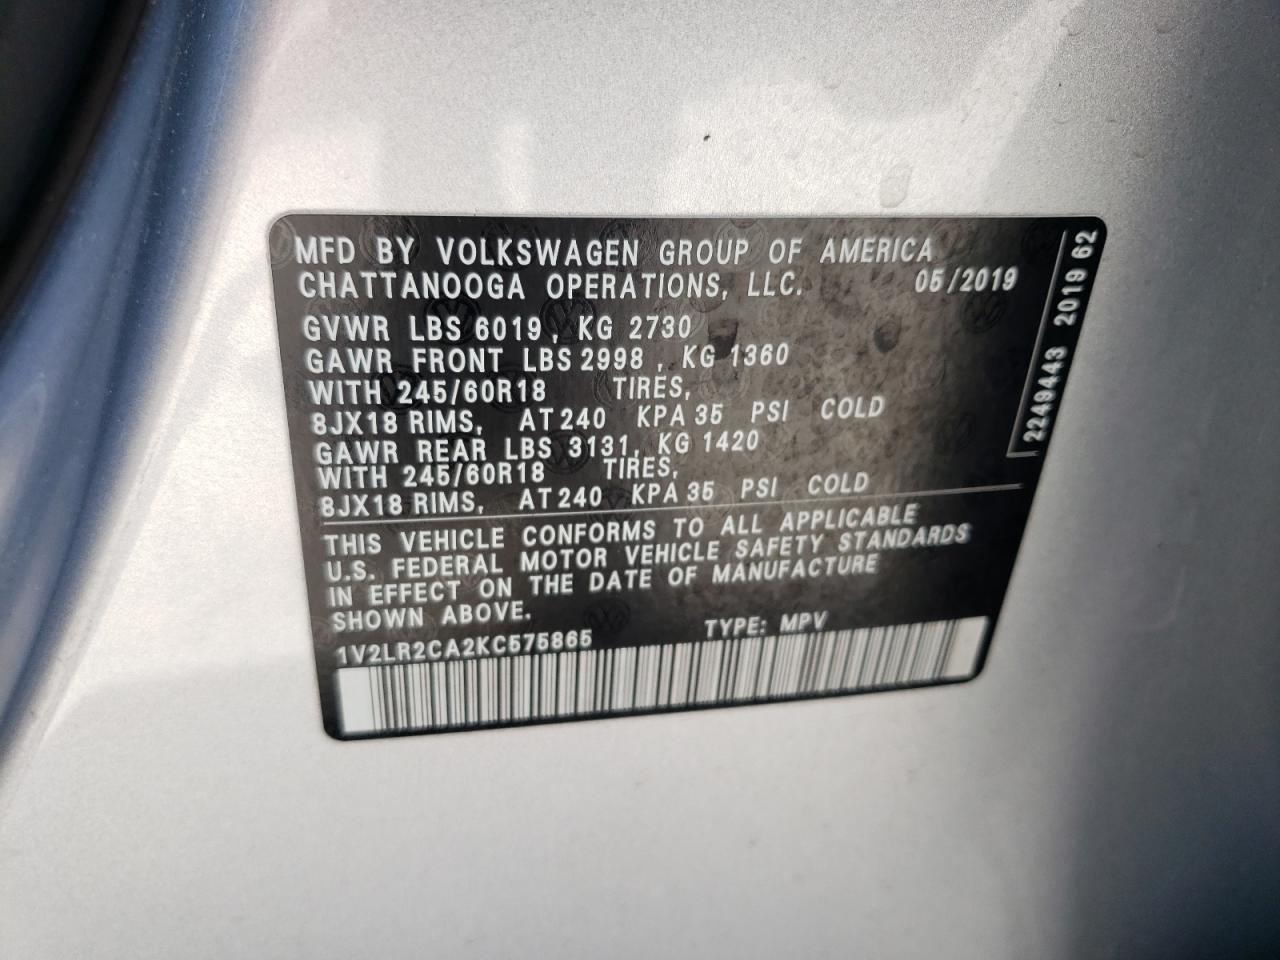 MFD BY VOLKSWAGEN GROUP OF AMERICA
CHATTANOOGA OPERATIONS, LLC. 05/2019
GVWR LBS 6019, KG 2730
GAWR FRONT LBS 2998, KG 1360
WITH 245/60R18 TIRES,
8JX18 RIMS, AT 240 KPA 35 PSI COLD
GAWR REAR LBS 3131, KG 1420
WITH 245/60R18 TIRES,
8JX18 RIMS, AT 240 KPA 35 PSI COLD
THIS VEHICLE CONFORMS TO ALL APPLICABLE
U.S. FEDERAL MOTOR VEHICLE SAFETY STANDARDS
IN EFFECT ON THE DATE OF MANUFACTURE
SHOWN ABOVE.
1V2LR2CA2KC575865 TYPE: MPV
2249443 2019 62